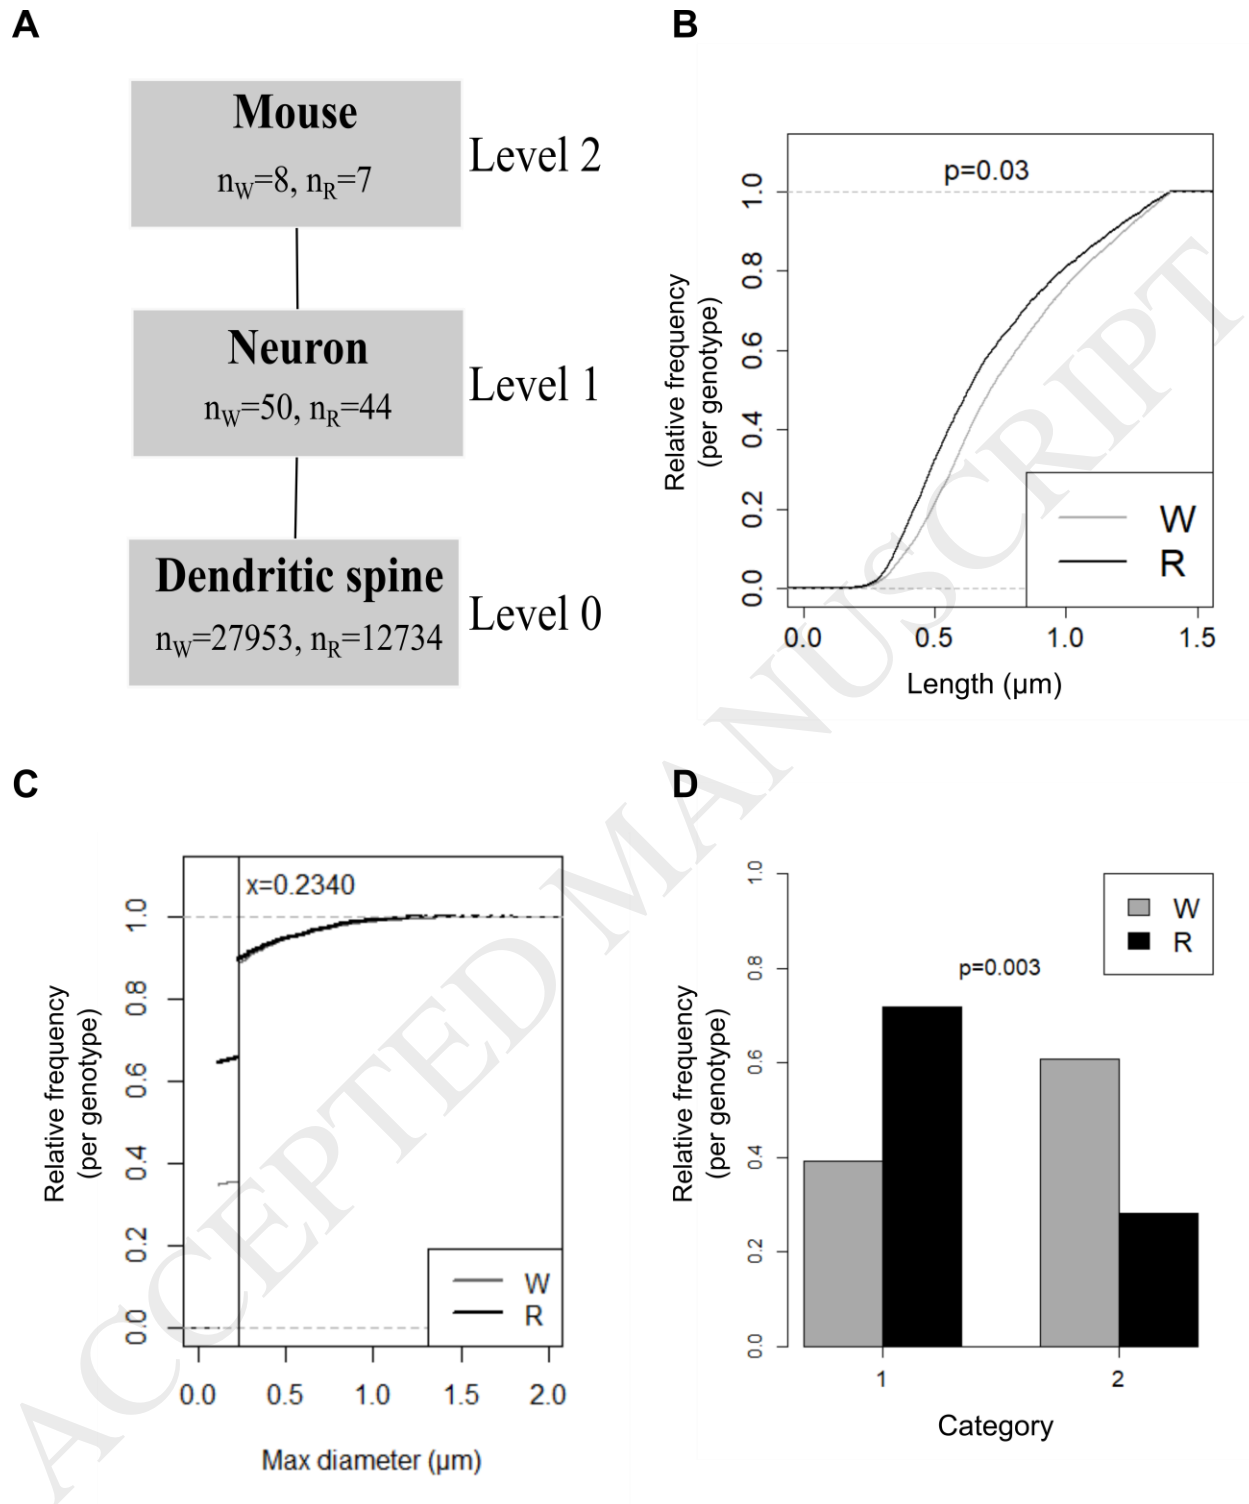 A
Mouse
nW=8, nR=7
Level 2
Neuron
nW=50, nR=44
Level 1
Dendritic spine
nW=27953, nR=12734
Level 0
B
p=0.03
Relative frequency
(per genotype)
1.0
0.8
0.6
0.4
0.2
0.0
W
R
0.0 0.5 1.0 1.5
Length (µm)
C
x=0.2340
Relative frequency
(per genotype)
1.0
0.8
0.6
0.4
0.2
0.0
W
R
0.0 0.5 1.0 1.5 2.0
Max diameter (µm)
D
W
R
p=0.003
Relative frequency
(per genotype)
1.0
0.8
0.6
0.4
0.2
0.0
1 2
Category
ACCEPTED MANUSCRIPT